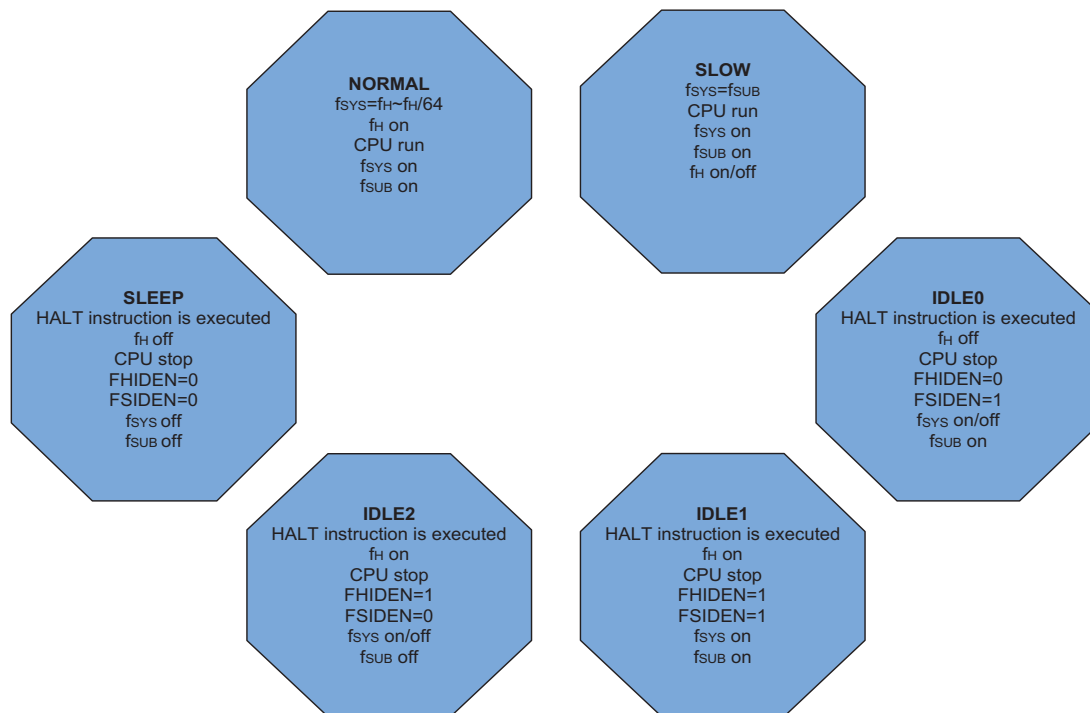 NORMAL
fSYS=fH~fH/64
fH on
CPU run
fSYS on
fSUB on
SLOW
fSYS=fSUB
CPU run
fSYS on
fSUB on
fH on/off
SLEEP
HALT instruction is executed
fH off
CPU stop
FHIDEN=0
FSIDEN=0
fSYS off
fSUB off
IDLE0
HALT instruction is executed
fH off
CPU stop
FHIDEN=0
FSIDEN=1
fSYS on/off
fSUB on
IDLE2
HALT instruction is executed
fH on
CPU stop
FHIDEN=1
FSIDEN=0
fSYS on/off
fSUB off
IDLE1
HALT instruction is executed
fH on
CPU stop
FHIDEN=1
FSIDEN=1
fSYS on
fSUB on